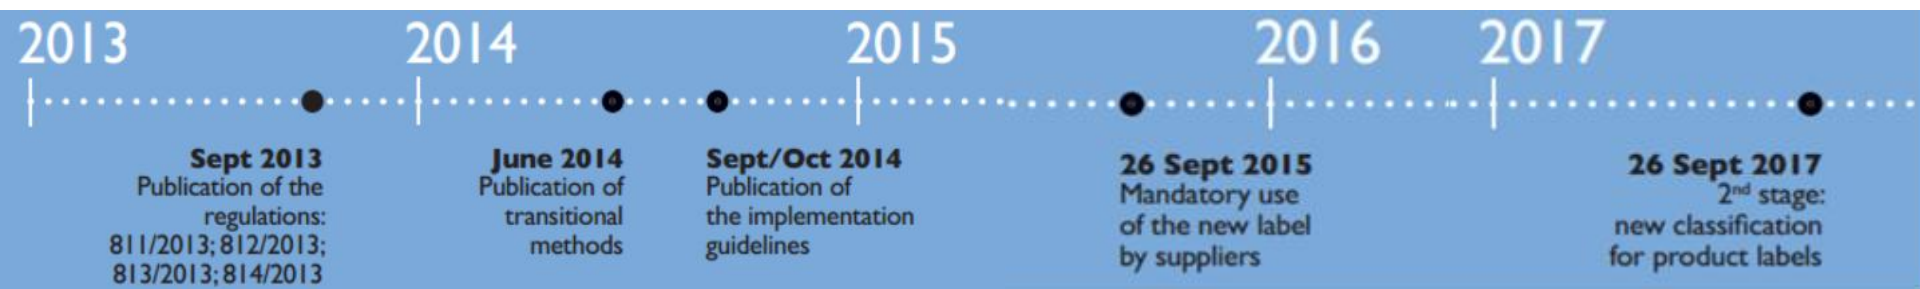 2013
2014
2015
2016
2017
Sept 2013
Publication of the
regulations:
811/2013; 812/2013;
813/2013; 814/2013
June 2014
Publication of
transitional
methods
Sept/Oct 2014
Publication of
the implementation
guidelines
26 Sept 2015
Mandatory use
of the new label
by suppliers
26 Sept 2017
2nd stage:
new classification
for product labels